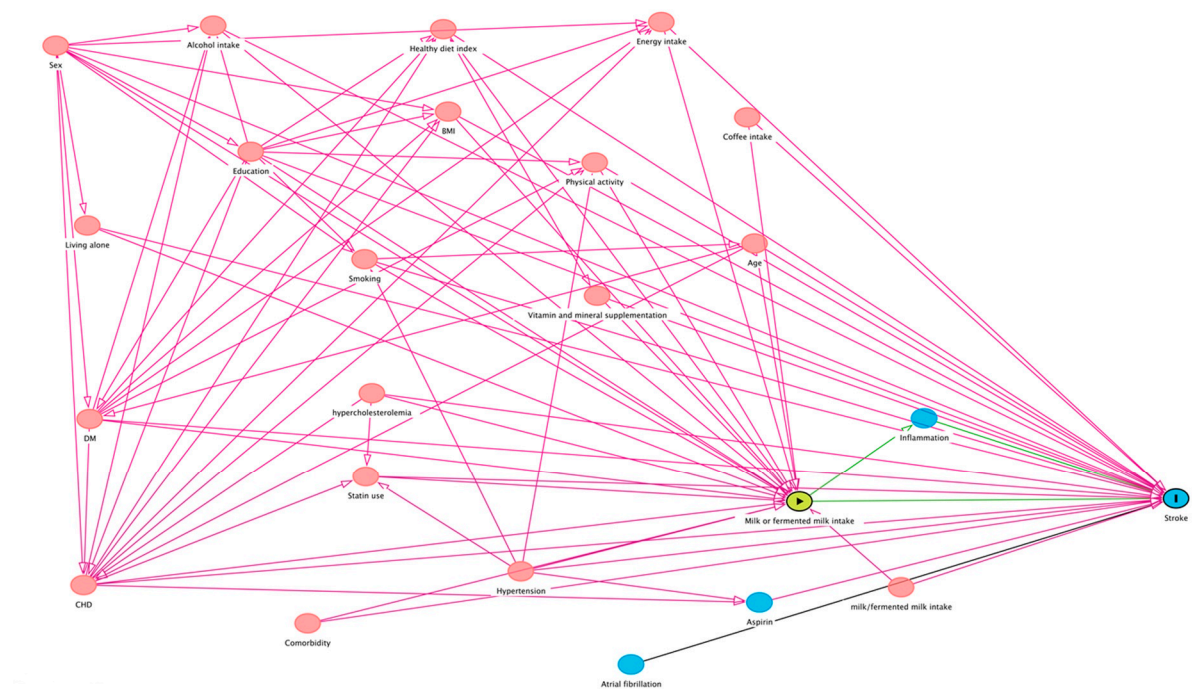 Sex
Alcohol intake
Healthy diet index
Energy intake
BMI
Coffee intake
Education
Physical activity
Living alone
Age
Smoking
Vitamin and mineral supplementation
hypercholesterolemia
DM
Inflammation
Statin use
Milk or fermented milk intake
Stroke
Hypertension
CHD
milk/fermented milk intake
Aspirin
Comorbidity
Atrial fibrillation